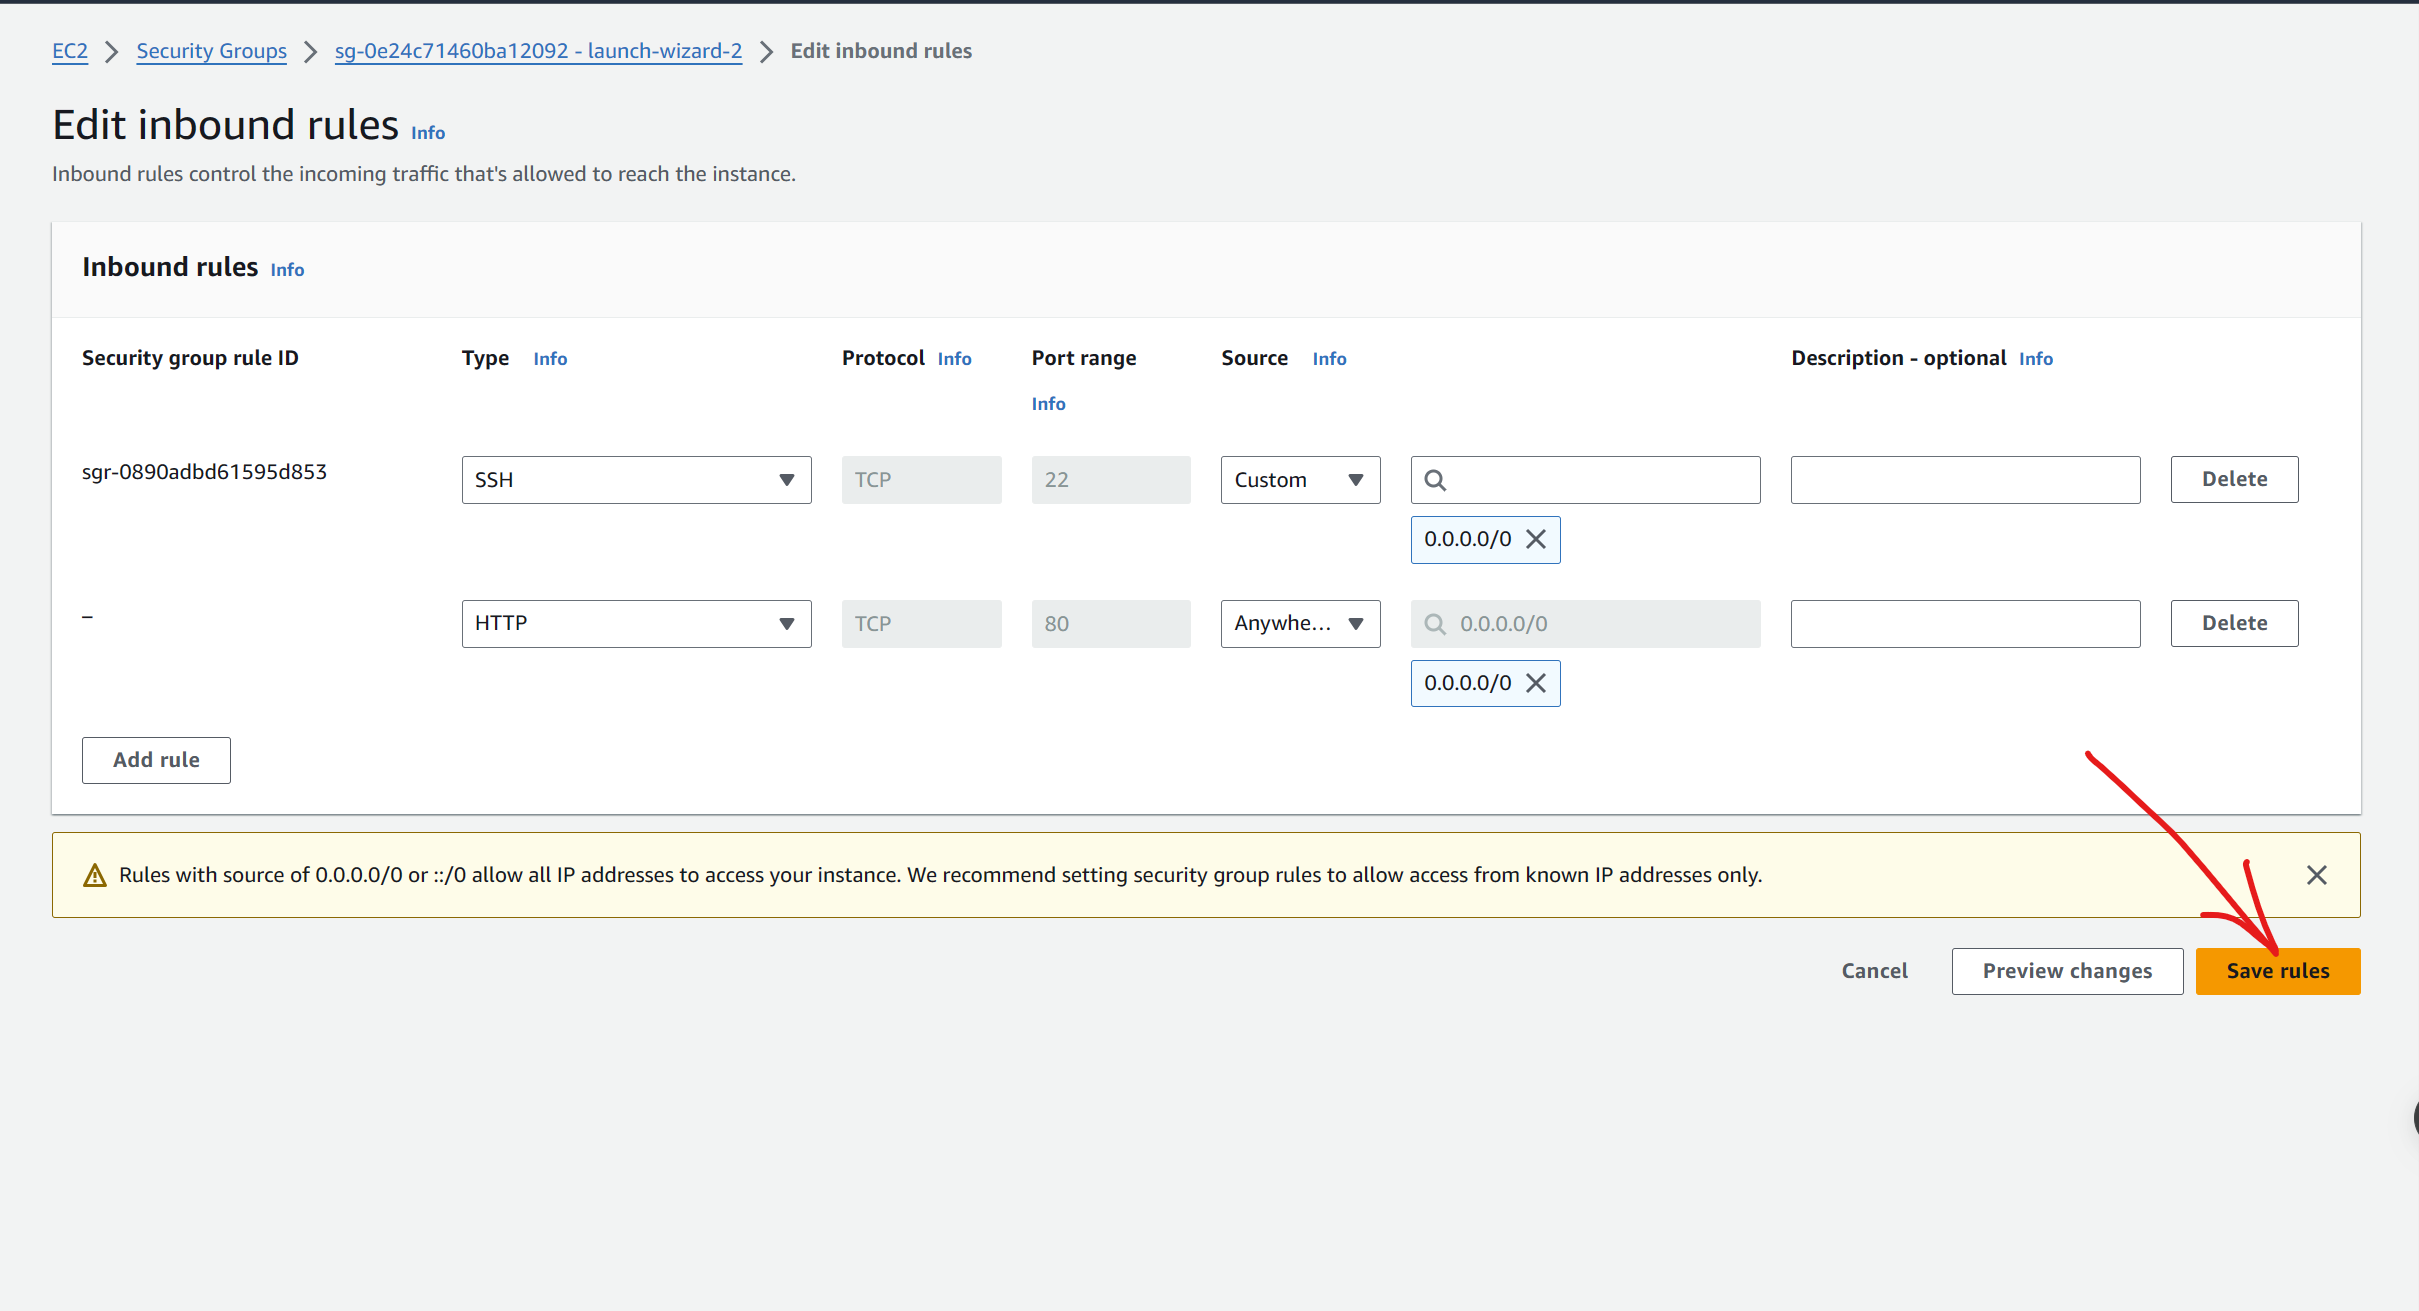 EC2 > Security Groups > sg-0e24c71460ba12092 - launch-wizard-2 > Edit inbound rules
Edit inbound rules Info
Inbound rules control the incoming traffic that's allowed to reach the instance.
Inbound rules Info
Security group rule ID Type Info Protocol Info Port range Source Info Description - optional Info
Info
sgr-0890adbd61595d853 SSH TCP 22 Custom Delete
0.0.0.0/0
– HTTP TCP 80 Anywhe... 0.0.0.0/0 Delete
0.0.0.0/0
Add rule
Rules with source of 0.0.0.0/0 or ::/0 allow all IP addresses to access your instance. We recommend setting security group rules to allow access from known IP addresses only.
Cancel Preview changes Save rules